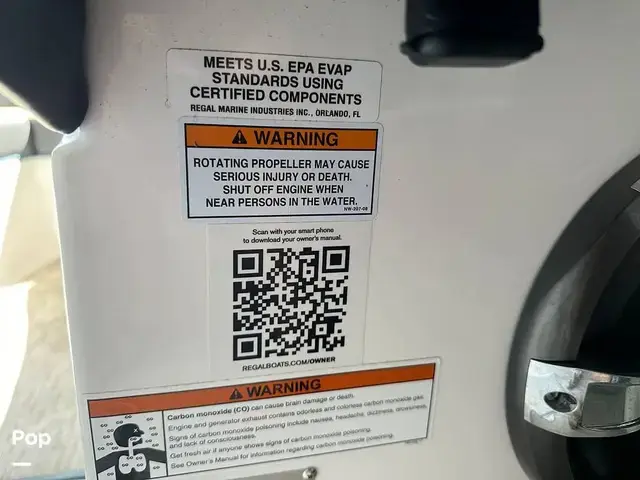 MEETS U.S. EPA EVAP
STANDARDS USING
CERTIFIED COMPONENTS
REGAL MARINE INDUSTRIES INC., ORLANDO, FL
WARNING
ROTATING PROPELLER MAY CAUSE
SERIOUS INJURY OR DEATH.
SHUT OFF ENGINE WHEN
NEAR PERSONS IN THE WATER.
Scan with your smart phone
to download your owner's manual.
REGALBOATS.COM/OWNER
WARNING
Carbon monoxide (CO) can cause brain damage or death.
Engine and generator exhaust contains odorless and colorless carbon monoxide gas.
Signs of carbon monoxide poisoning include nausea, headache, dizziness, drowsiness,
and lack of consciousness.
Get fresh air if anyone shows signs of carbon monoxide poisoning.
See Owner's Manual for information regarding carbon monoxide poisoning.
Pop